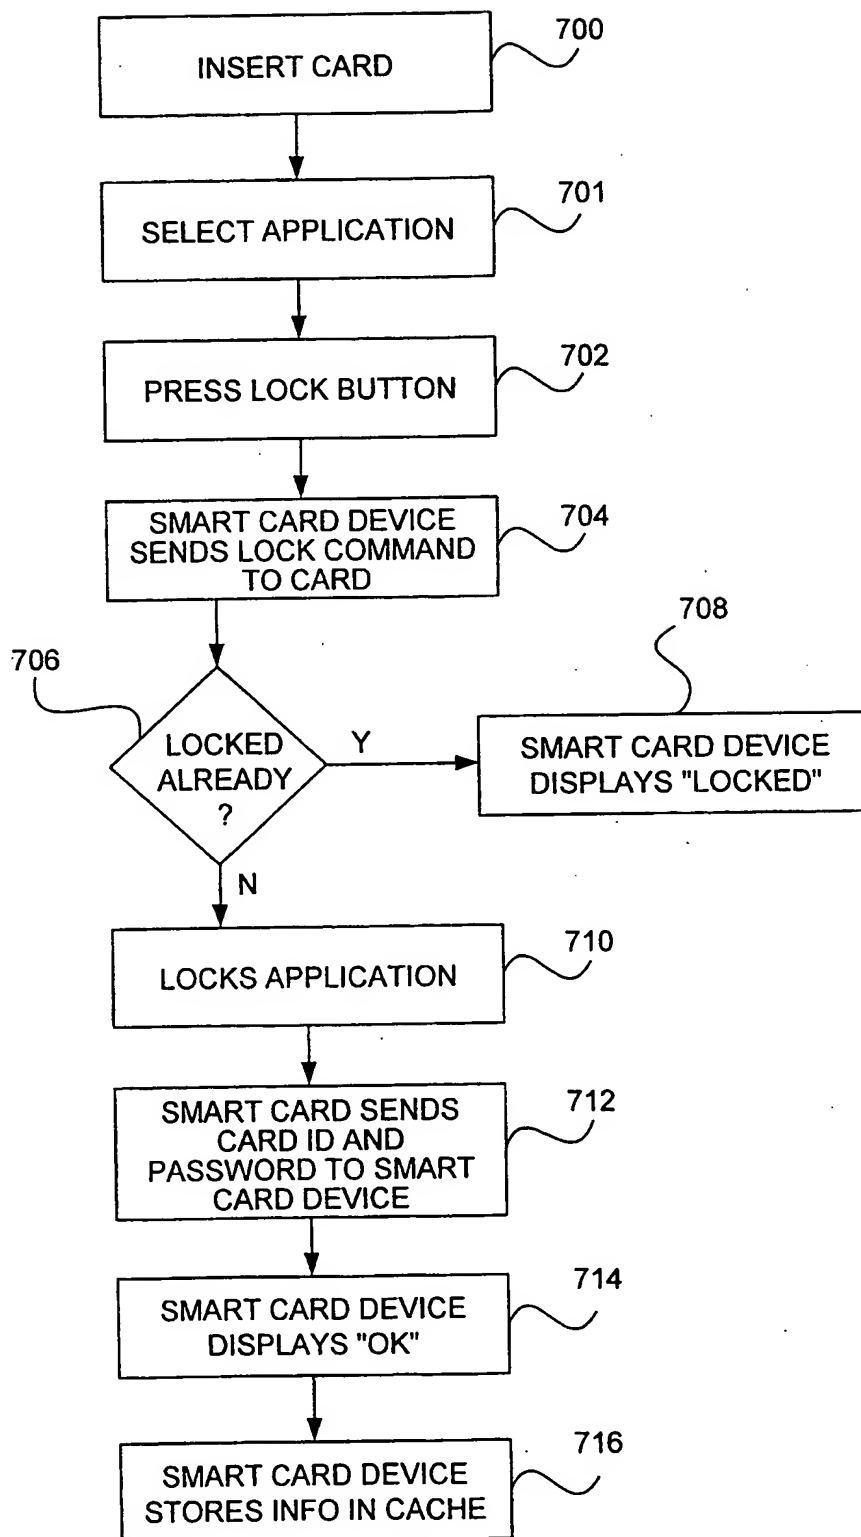 700
INSERT CARD
701
SELECT APPLICATION
702
PRESS LOCK BUTTON
704
SMART CARD DEVICE
SENDS LOCK COMMAND
TO CARD
706
708
LOCKED
ALREADY
?
Y
SMART CARD DEVICE
DISPLAYS "LOCKED"
N
710
LOCKS APPLICATION
712
SMART CARD SENDS
CARD ID AND
PASSWORD TO SMART
CARD DEVICE
714
SMART CARD DEVICE
DISPLAYS "OK"
716
SMART CARD DEVICE
STORES INFO IN CACHE